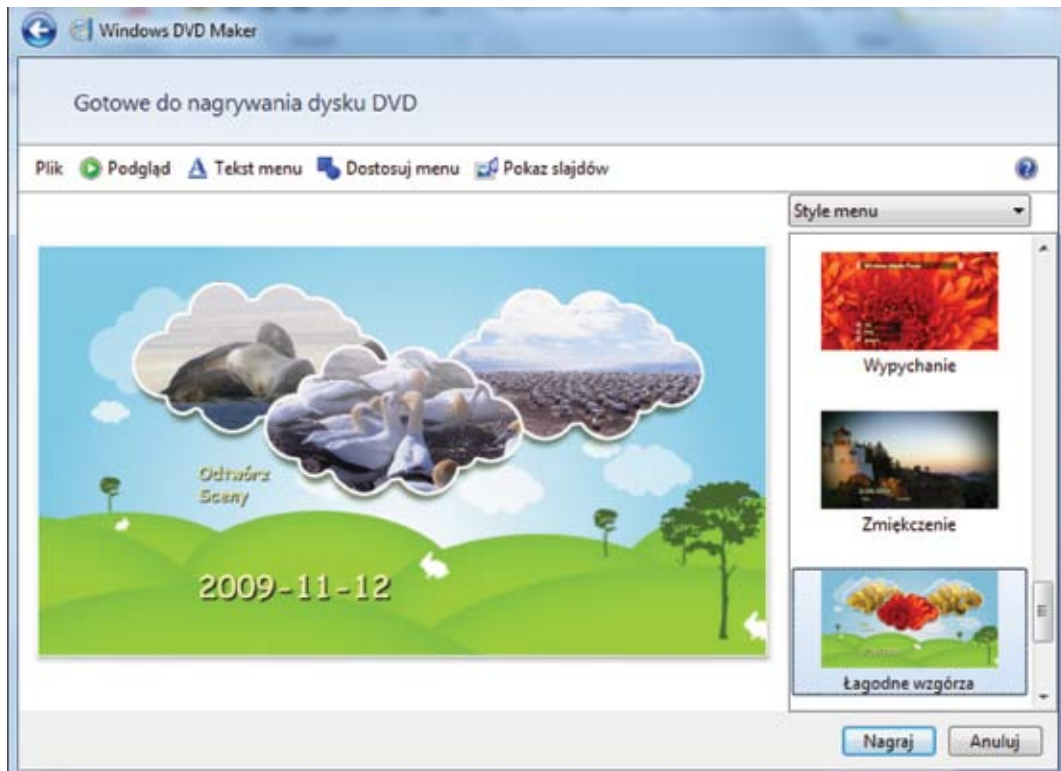 Windows DVD Maker
Gotowe do nagrywania dysku DVD
Plik Podgląd Tekst menu Dostosuj menu Pokaz slajdów
Style menu
Odtwórz
Sceny
2009-11-12
Wypychanie
Zmiękczenie
Łagodne wzgórza
Nagraj Anuluj